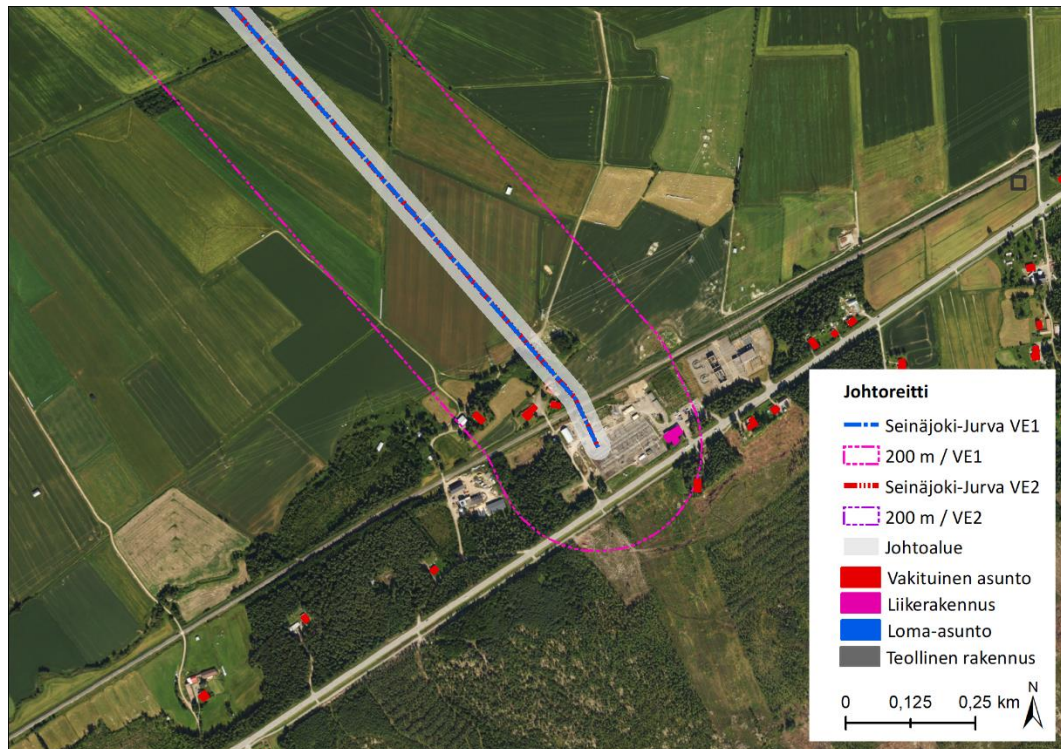 Johtoreitti
Seinäjoki-Jurva VE1
200 m / VE1
Seinäjoki-Jurva VE2
200 m / VE2
Johtoalue
Vakituinen asunto
Liikerakennus
Loma-asunto
Teollinen rakennus
N
0 0,125 0,25 km